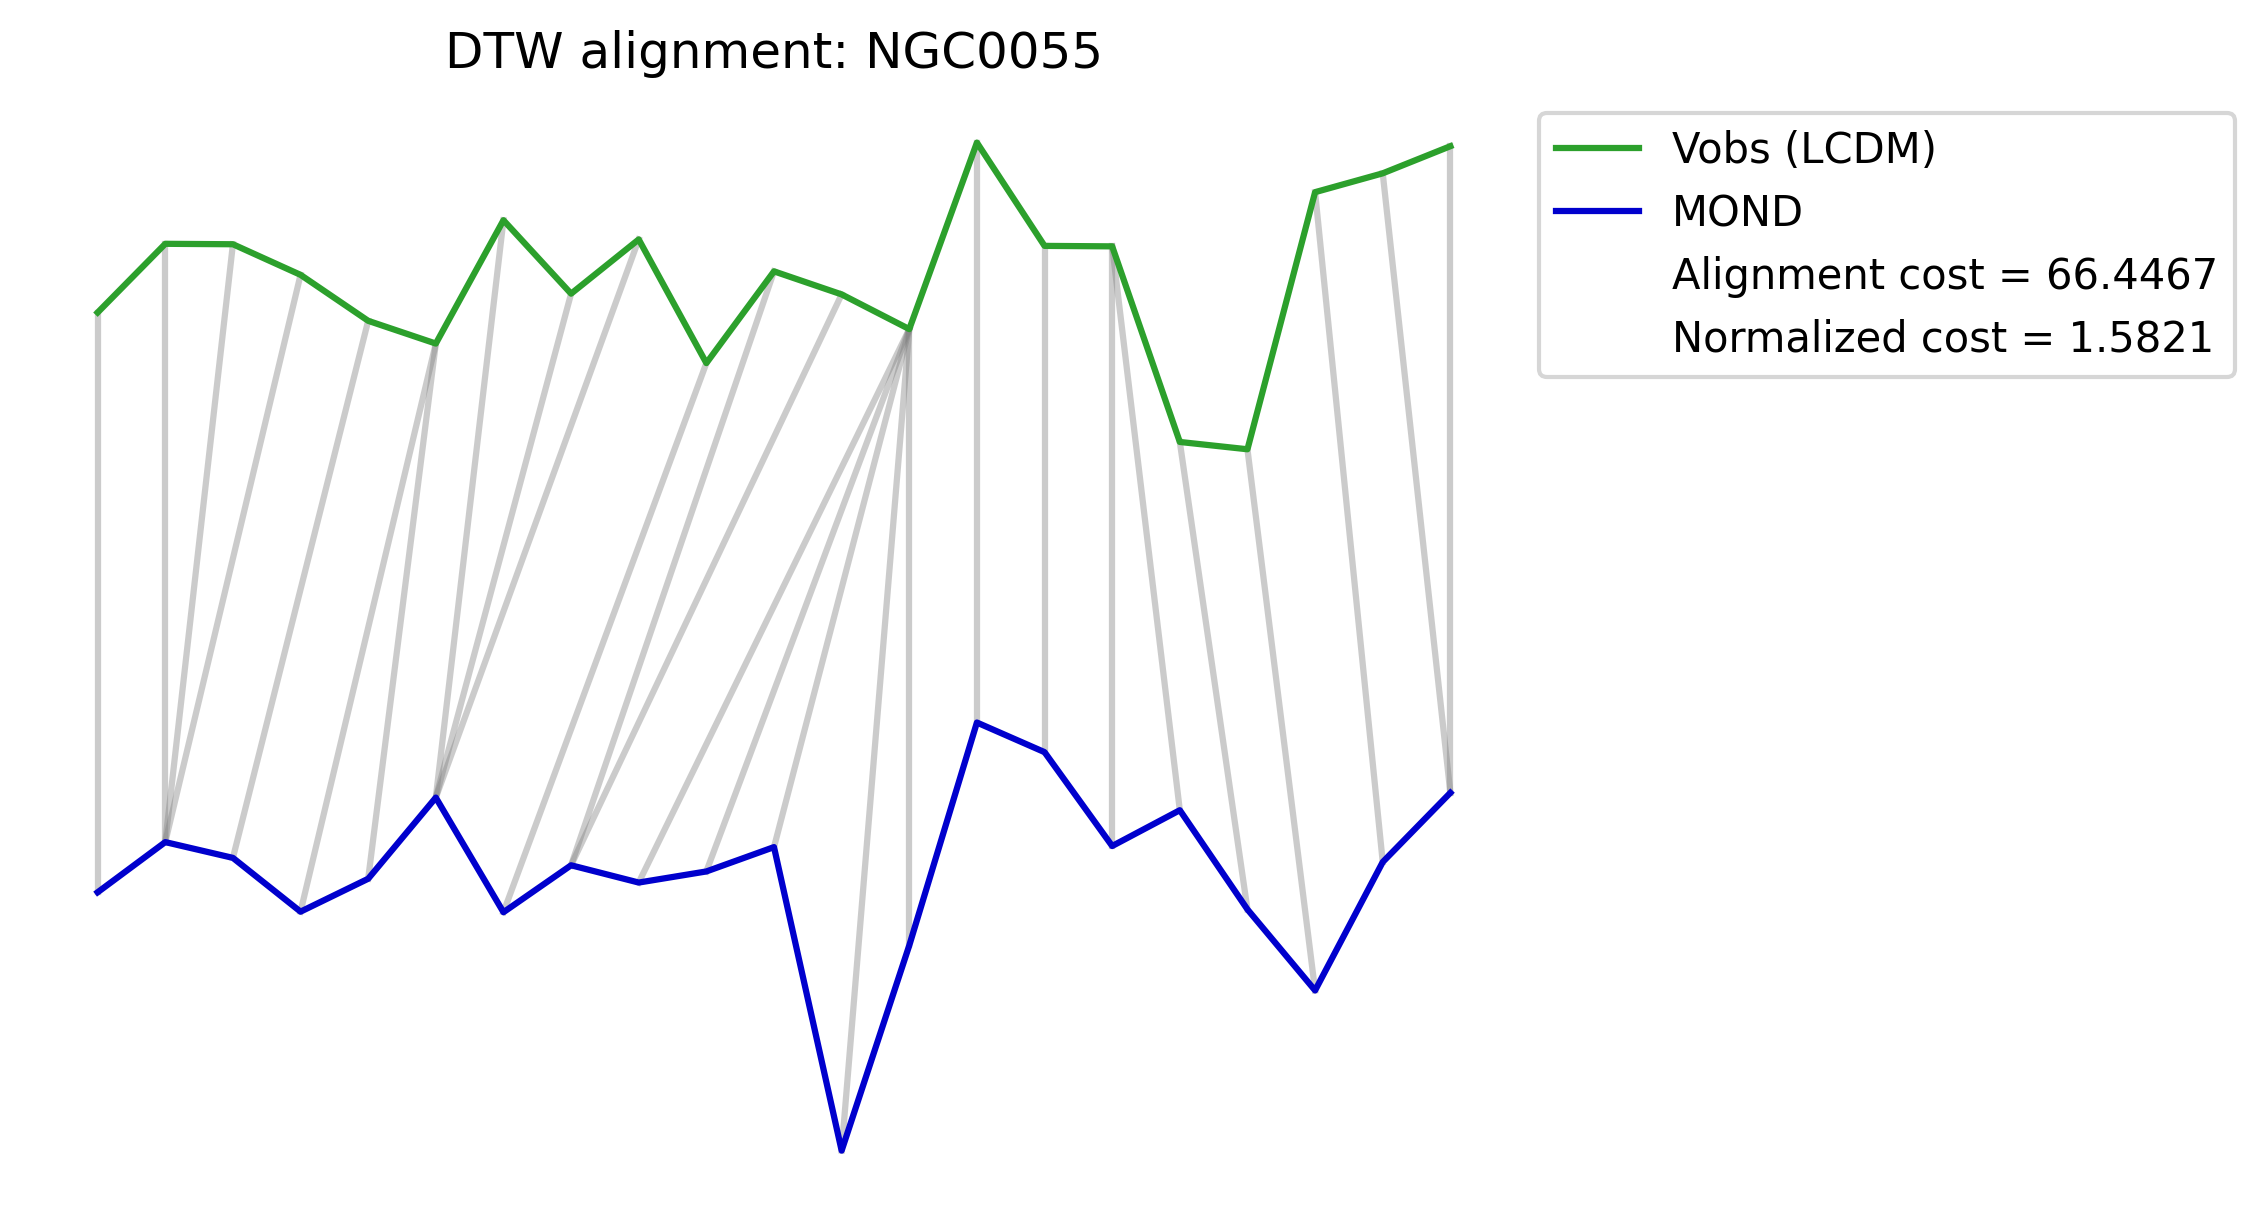 DTW alignment: NGC0055
Vobs (LCDM)
MOND
Alignment cost = 66.4467
Normalized cost = 1.5821